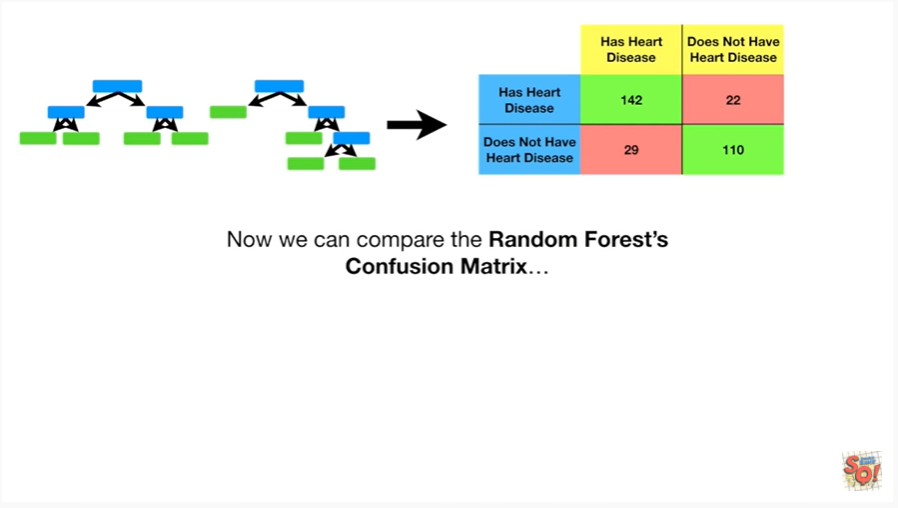 Has Heart
Disease
Does Not Have
Heart Disease
Has Heart
Disease
142
22
Does Not Have
Heart Disease
29
110
Now we can compare the Random Forest’s
Confusion Matrix…
SQ!